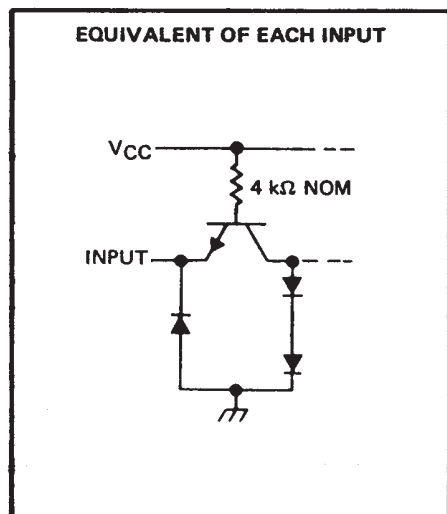 EQUIVALENT OF EACH INPUT
VCC
4 kΩ NOM
INPUT